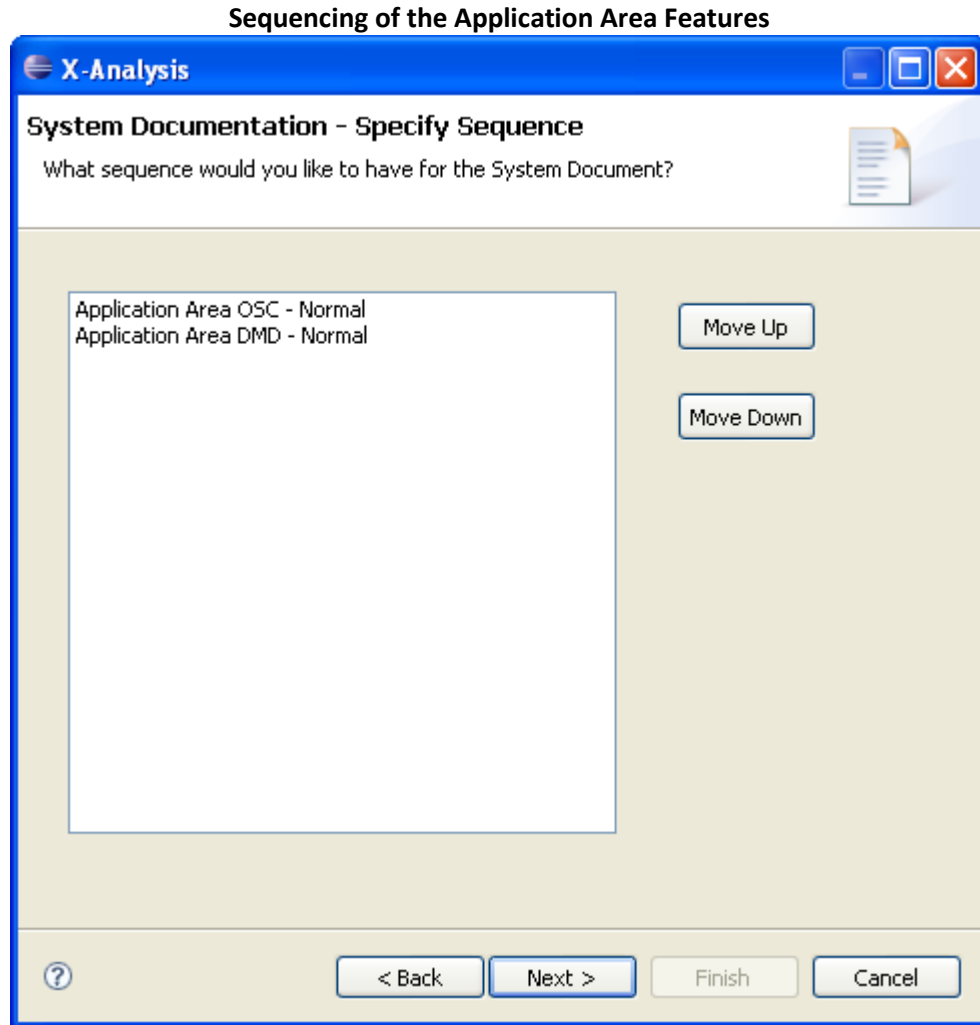 Sequencing of the Application Area Features
X-Analysis
System Documentation - Specify Sequence
What sequence would you like to have for the System Document?
Application Area OSC - Normal
Application Area DMD - Normal
Move Up
Move Down
?
< Back
Next >
Finish
Cancel